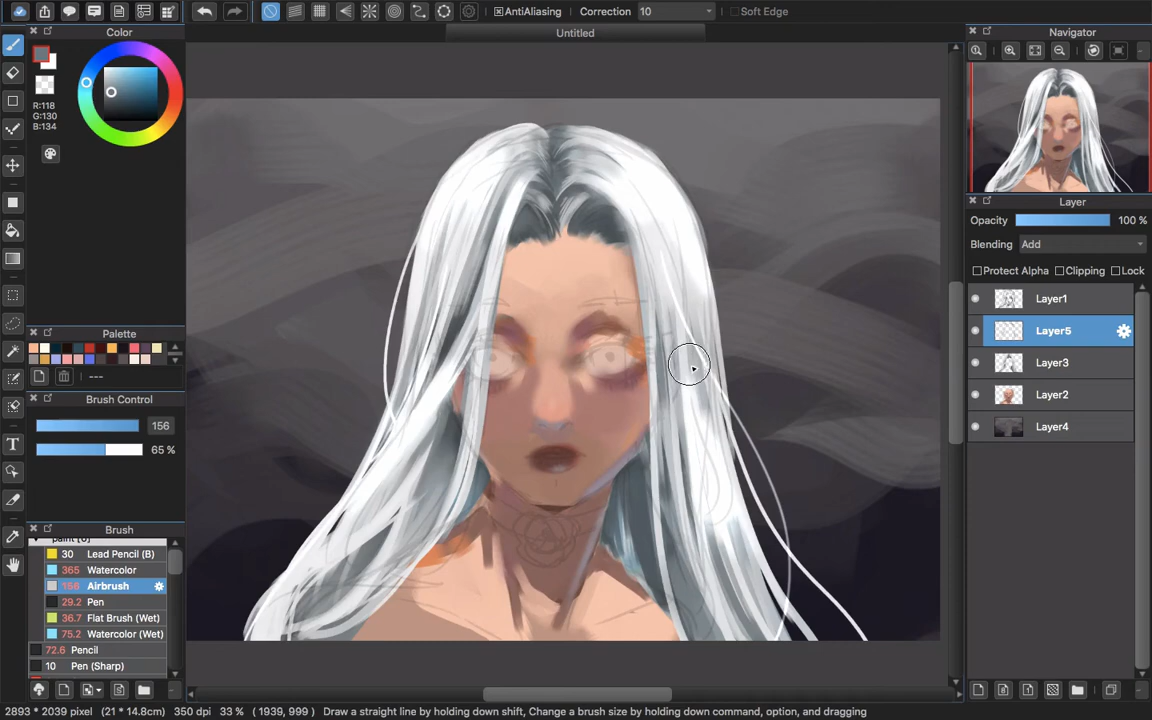 AntiAliasing Correction 10 Soft Edge
Untitled
Color
R:118
G:130
B:134
Palette
---
Brush Control
156
65 %
Brush
30 Lead Pencil (B)
365 Watercolor
156 Airbrush
29.2 Pen
36.7 Flat Brush (Wet)
75.2 Watercolor (Wet)
72.6 Pencil
10 Pen (Sharp)
T
Navigator
Layer
Opacity 100 %
Blending Add
Protect Alpha Clipping Lock
Layer1
Layer5
Layer3
Layer2
Layer4
2893 * 2039 pixel (21 * 14.8cm) 350 dpi 33 % ( 1939, 999 ) Draw a straight line by holding down shift, Change a brush size by holding down command, option, and dragging